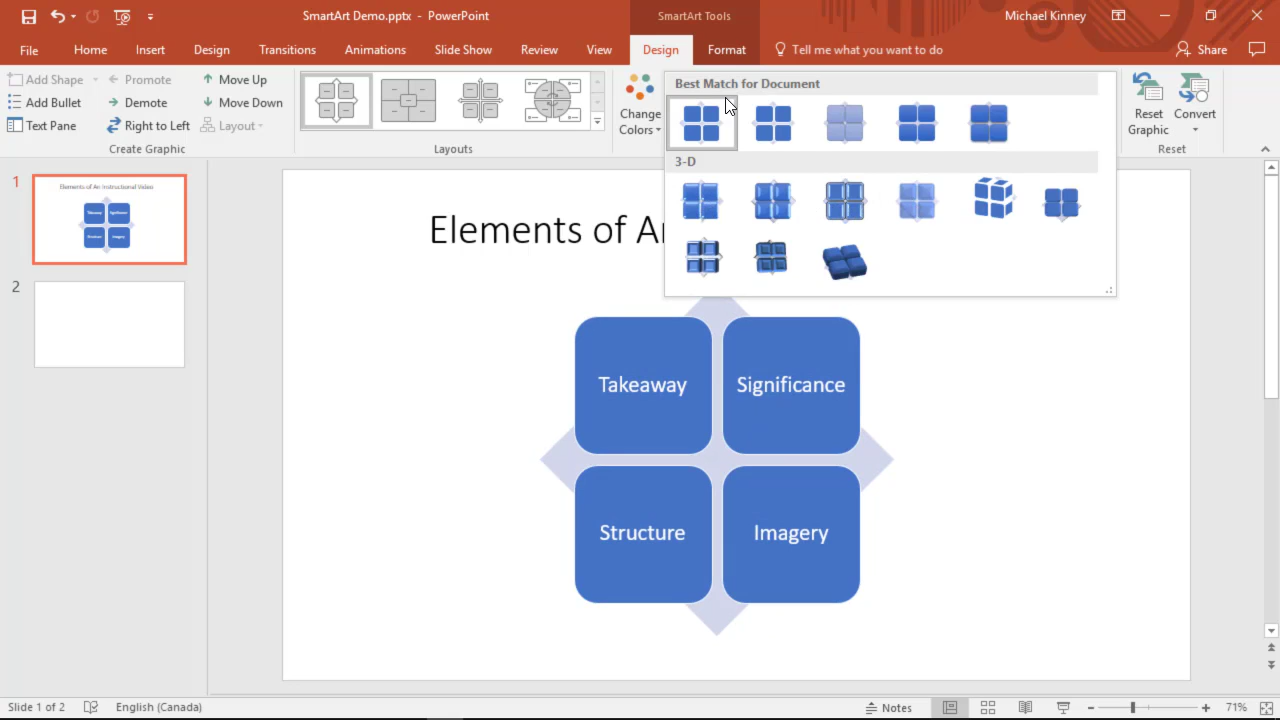 SmartArt Demo.pptx - PowerPoint
SmartArt Tools
Michael Kinney
File Home Insert Design Transitions Animations Slide Show Review View Design Format Tell me what you want to do Share
Add Shape Promote Move Up
Add Bullet Demote Move Down
Text Pane Right to Left Layout
Create Graphic
Layouts
Change
Colors
Best Match for Document
3-D
Reset
Graphic
Convert
Reset
1
Elements of An Instructional Video
Takeaway Significance
Structure Imagery
2
Elements of A
Takeaway Significance
Structure Imagery
Slide 1 of 2 English (Canada) Notes 71%